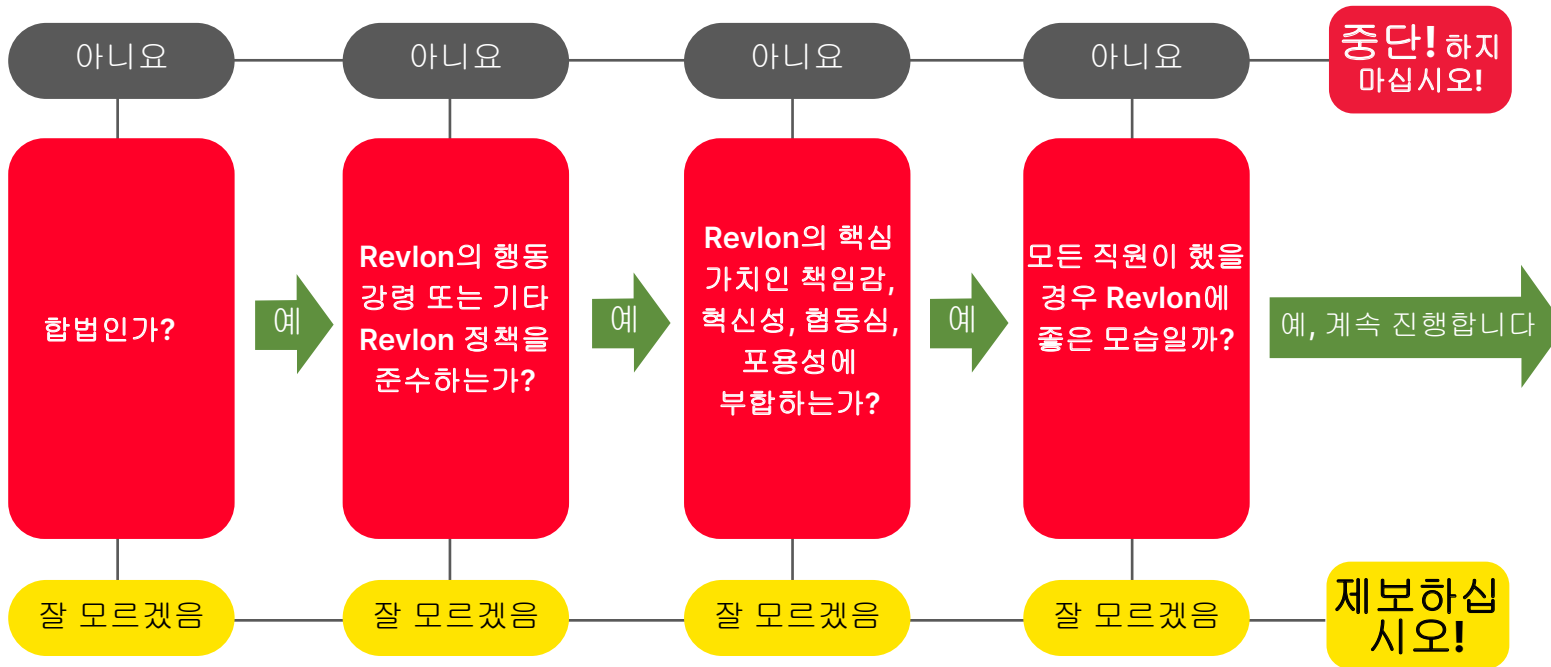 아니요
아니요
아니요
아니요
중단! 하지
마십시오!
합법인가?
예
Revlon의 행동
강령 또는 기타
Revlon 정책을
준수하는가?
예
Revlon의 핵심
가치인 책임감,
혁신성, 협동심,
포용성에
부합하는가?
예
모든 직원이 했을
경우 Revlon에
좋은 모습일까?
예, 계속 진행합니다
잘 모르겠음
잘 모르겠음
잘 모르겠음
잘 모르겠음
제보하십
시오!